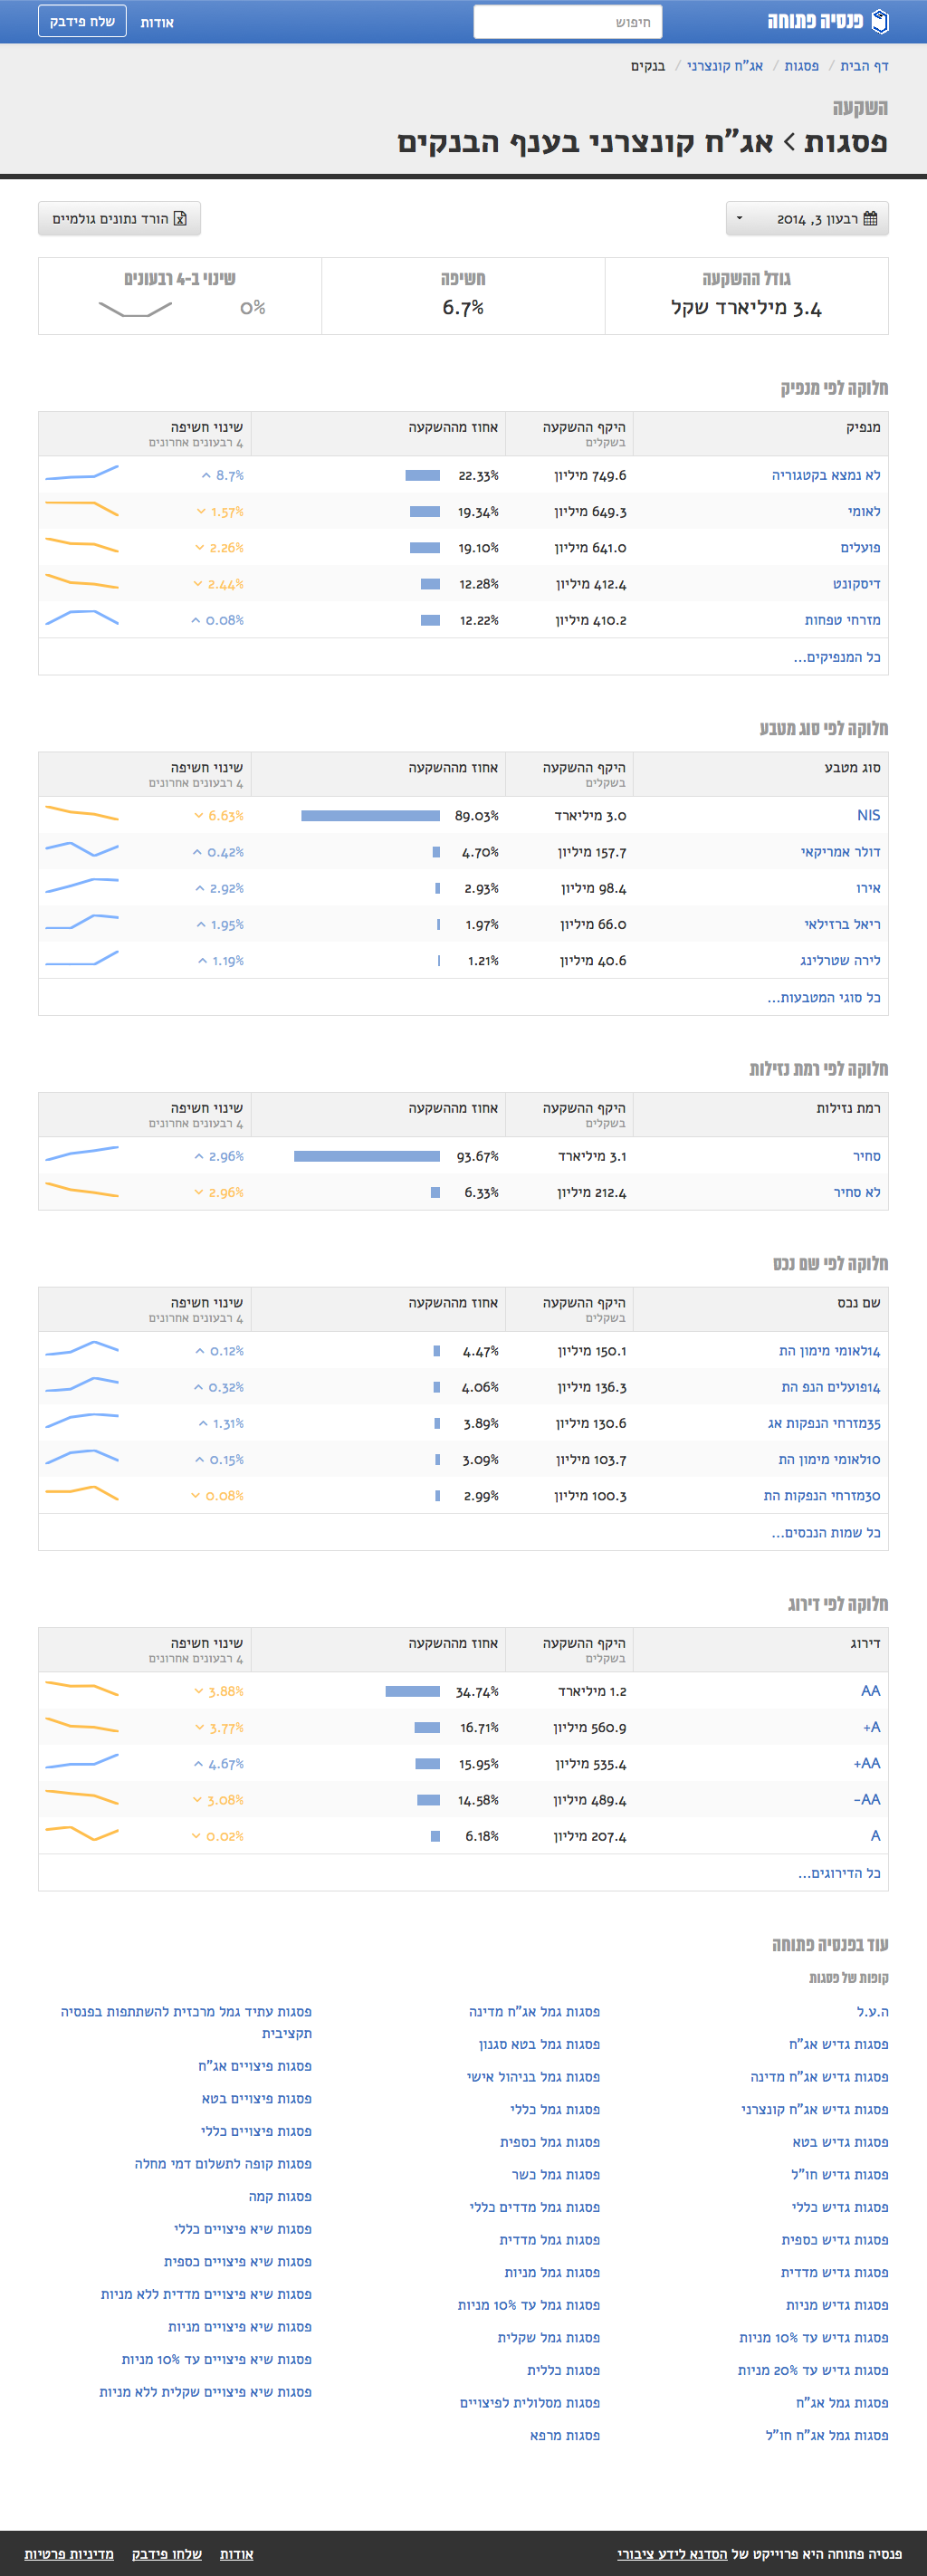 פנסיה פתוחה
חיפוש
אודות
שלח פידבק
דף הבית / פסגות / אג"ח קונצרני / בנקים
השקעה
פסגות › אג"ח קונצרני בענף הבנקים
רבעון 3, 2014
הורד נתונים גולמיים
גודל ההשקעה
3.4 מיליארד שקל
חשיפה
6.7%
שינוי ב-4 רבעונים
0%
חלוקה לפי מנפיק
מנפיק היקף ההשקעה אחוז מההשקעה שינוי חשיפה
בשקלים 4 רבעונים אחרונים
לא נמצא בקטגוריה 749.6 מיליון 22.33% 8.7%
לאומי 649.3 מיליון 19.34% 1.57%
פועלים 641.0 מיליון 19.10% 2.26%
דיסקונט 412.4 מיליון 12.28% 2.44%
מזרחי טפחות 410.2 מיליון 12.22% 0.08%
כל המנפיקים...
חלוקה לפי סוג מטבע
סוג מטבע היקף ההשקעה אחוז מההשקעה שינוי חשיפה
בשקלים 4 רבעונים אחרונים
NIS 3.0 מיליארד 89.03% 6.63%
דולר אמריקאי 157.7 מיליון 4.70% 0.42%
אירו 98.4 מיליון 2.93% 2.92%
ריאל ברזילאי 66.0 מיליון 1.97% 1.95%
לירה שטרלינג 40.6 מיליון 1.21% 1.19%
כל סוגי המטבעות...
חלוקה לפי רמת נזילות
רמת נזילות היקף ההשקעה אחוז מההשקעה שינוי חשיפה
בשקלים 4 רבעונים אחרונים
סחיר 3.1 מיליארד 93.67% 2.96%
לא סחיר 212.4 מיליון 6.33% 2.96%
חלוקה לפי שם נכס
שם נכס היקף ההשקעה אחוז מההשקעה שינוי חשיפה
בשקלים 4 רבעונים אחרונים
14לאומי מימון הת 150.1 מיליון 4.47% 0.12%
14פועלים הנפ הת 136.3 מיליון 4.06% 0.32%
35מזרחי הנפקות אג 130.6 מיליון 3.89% 1.31%
10לאומי מימון הת 103.7 מיליון 3.09% 0.15%
30מזרחי הנפקות הת 100.3 מיליון 2.99% 0.08%
כל שמות הנכסים...
חלוקה לפי דירוג
דירוג היקף ההשקעה אחוז מההשקעה שינוי חשיפה
בשקלים 4 רבעונים אחרונים
AA 1.2 מיליארד 34.74% 3.88%
A+ 560.9 מיליון 16.71% 3.77%
AA+ 535.4 מיליון 15.95% 4.67%
AA- 489.4 מיליון 14.58% 3.08%
A 207.4 מיליון 6.18% 0.02%
כל הדירוגים...
עוד בפנסיה פתוחה
קופות של פסגות
ה.ע.ל
פסגות גדיש אג"ח
פסגות גדיש אג"ח מדינה
פסגות גדיש אג"ח קונצרני
פסגות גדיש בטא
פסגות גדיש חו"ל
פסגות גדיש כללי
פסגות גדיש כספית
פסגות גדיש מדדית
פסגות גדיש מניות
פסגות גדיש עד 10% מניות
פסגות גדיש עד 20% מניות
פסגות גמל אג"ח
פסגות גמל אג"ח חו"ל
פסגות גמל אג"ח מדינה
פסגות גמל בטא סגנון
פסגות גמל בניהול אישי
פסגות גמל כללי
פסגות גמל כספית
פסגות גמל כשר
פסגות גמל מדדים כללי
פסגות גמל מדדית
פסגות גמל מניות
פסגות גמל עד 10% מניות
פסגות גמל שקלית
פסגות כללית
פסגות מסלולית לפיצויים
פסגות מרפא
פסגות עתיד גמל מרכזית להשתתפות בפנסיה
תקציבית
פסגות פיצויים אג"ח
פסגות פיצויים בטא
פסגות פיצויים כללי
פסגות קופה לתשלום דמי מחלה
פסגות קמה
פסגות שיא פיצויים כללי
פסגות שיא פיצויים כספית
פסגות שיא פיצויים מדדית ללא מניות
פסגות שיא פיצויים מניות
פסגות שיא פיצויים עד 10% מניות
פסגות שיא פיצויים שקלית ללא מניות
פנסיה פתוחה היא פרוייקט של הסדנא לידע ציבורי
אודות שלחו פידבק מדיניות פרטיות